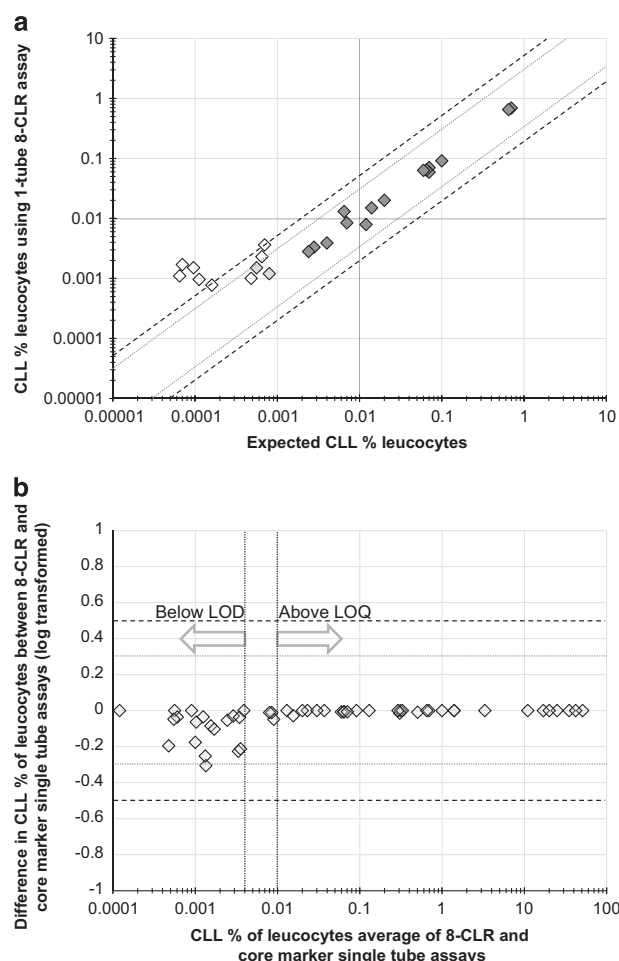 a
CLL % leucocytes using 1-tube 8-CLR assay
10
1
0.1
0.01
0.001
0.0001
0.00001
0.00001 0.0001 0.001 0.01 0.1 1 10
Expected CLL % leucocytes
b
Difference in CLL % of leucocytes between 8-CLR and
core marker single tube assays (log transformed)
1
0.8
0.6
0.4
0.2
0
-0.2
-0.4
-0.6
-0.8
-1
Below LOD Above LOQ
0.0001 0.001 0.01 0.1 1 10 100
CLL % of leucocytes average of 8-CLR and
core marker single tube assays